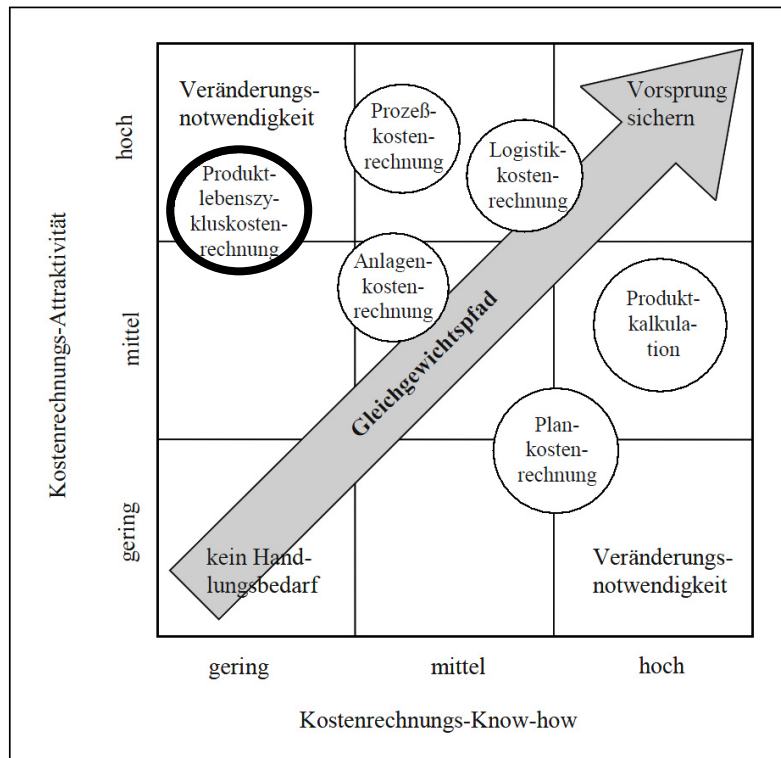 Veränderungs-
notwendigkeit
Prozeß-
kosten-
rechnung
Logistik-
kosten-
rechnung
Vorsprung
sichern
Produkt-
lebenszy-
kluskosten-
rechnung
Anlagen-
kosten-
rechnung
Produkt-
kalkula-
tion
Gleichgewichtspfad
Plan-
kosten-
rechnung
kein Hand-
lungsbedarf
Veränderungs-
notwendigkeit
Kostenrechnungs-Attraktivität
hoch
mittel
gering
gering
mittel
hoch
Kostenrechnungs-Know-how